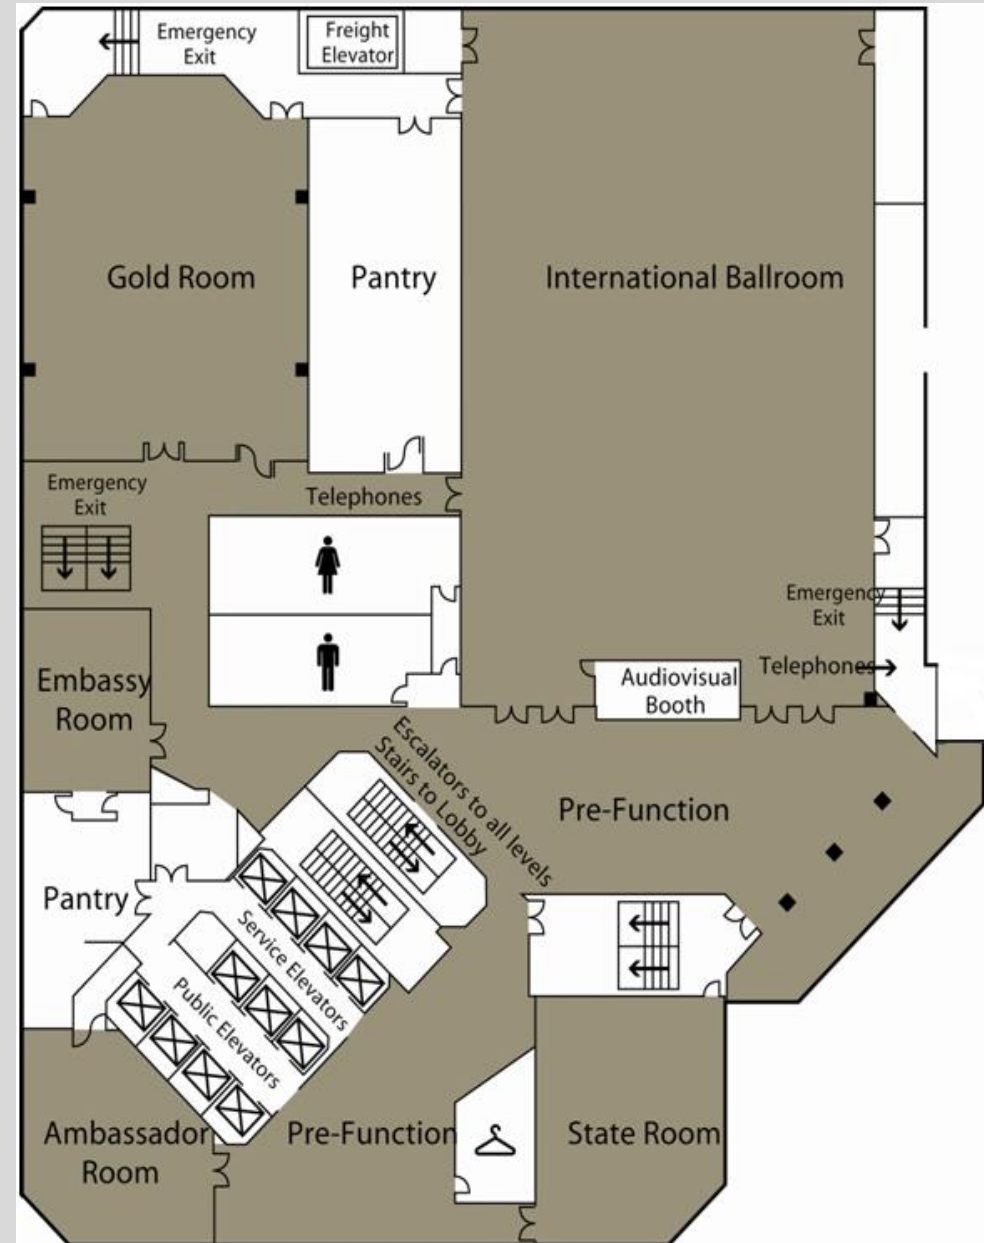 Emergency
Exit
Freight
Elevator
Gold Room
Pantry
International Ballroom
Emergency
Exit
Telephones
Emergency
Exit
Telephones
Embassy
Room
Audiovisual
Booth
Escalators to all levels
Stairs to Lobby
Pre-Function
Pantry
Service Elevators
Public Elevators
Ambassador
Room
Pre-Function
State Room